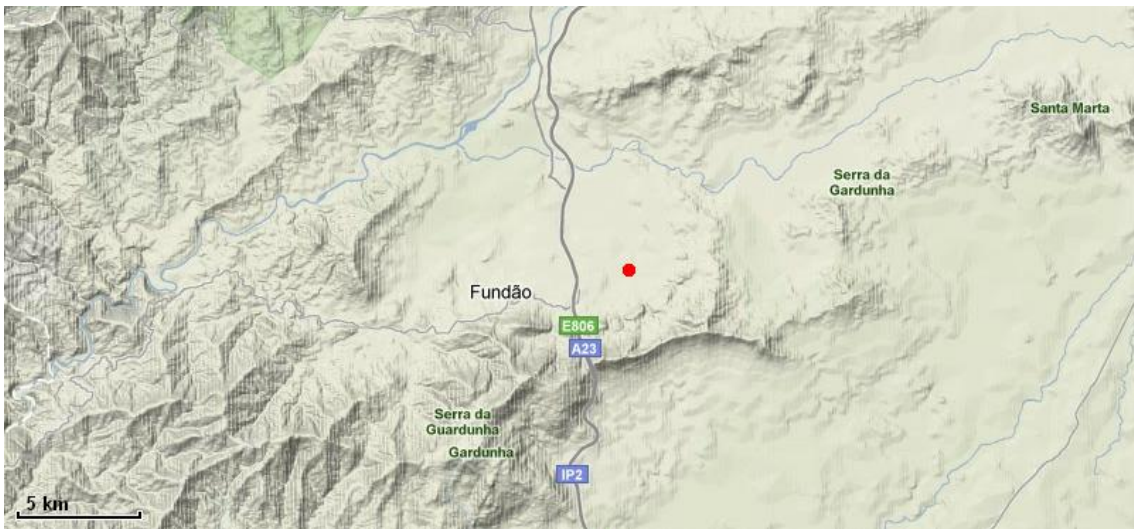 Santa Marta
Serra da
Gardunha
Fundão
E806
A23
Serra da
Guardunha
Gardunha
IP2
5 km